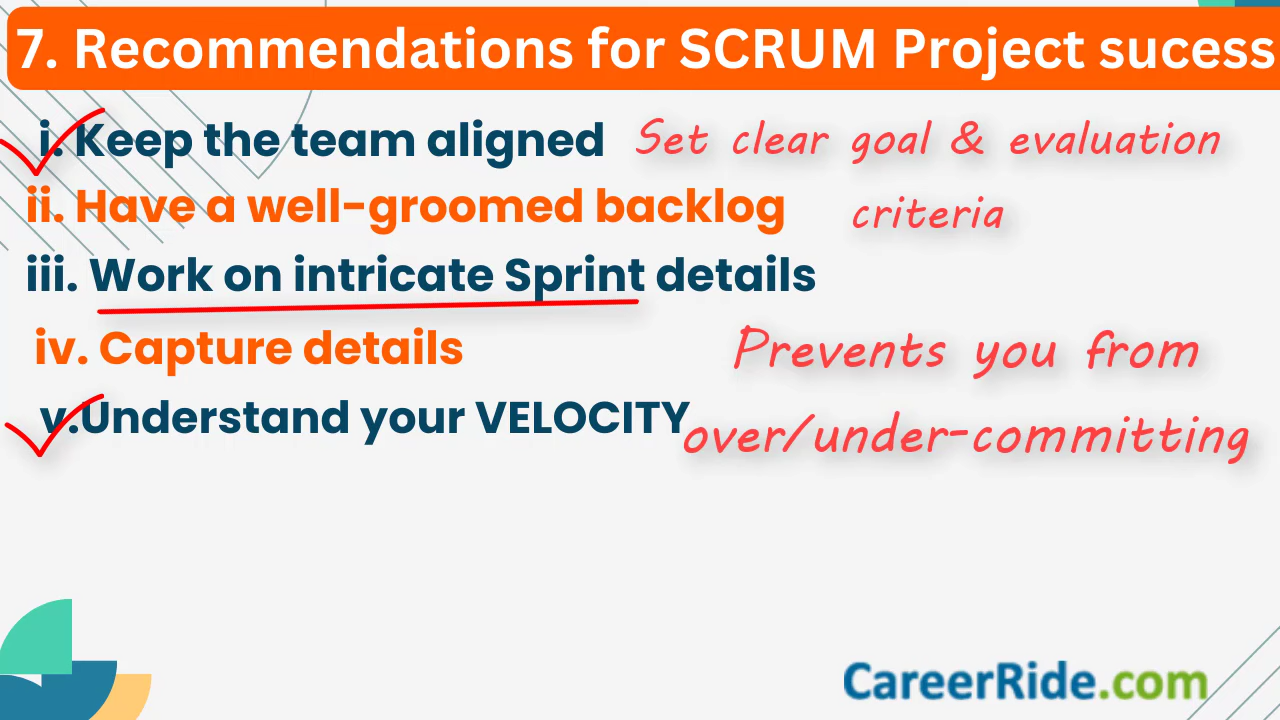 7. Recommendations for SCRUM Project sucess
i. Keep the team aligned Set clear goal & evaluation
ii. Have a well-groomed backlog criteria
iii. Work on intricate Sprint details
iv. Capture details Prevents you from
v.Understand your VELOCITY over/under-committing
CareerRide.com